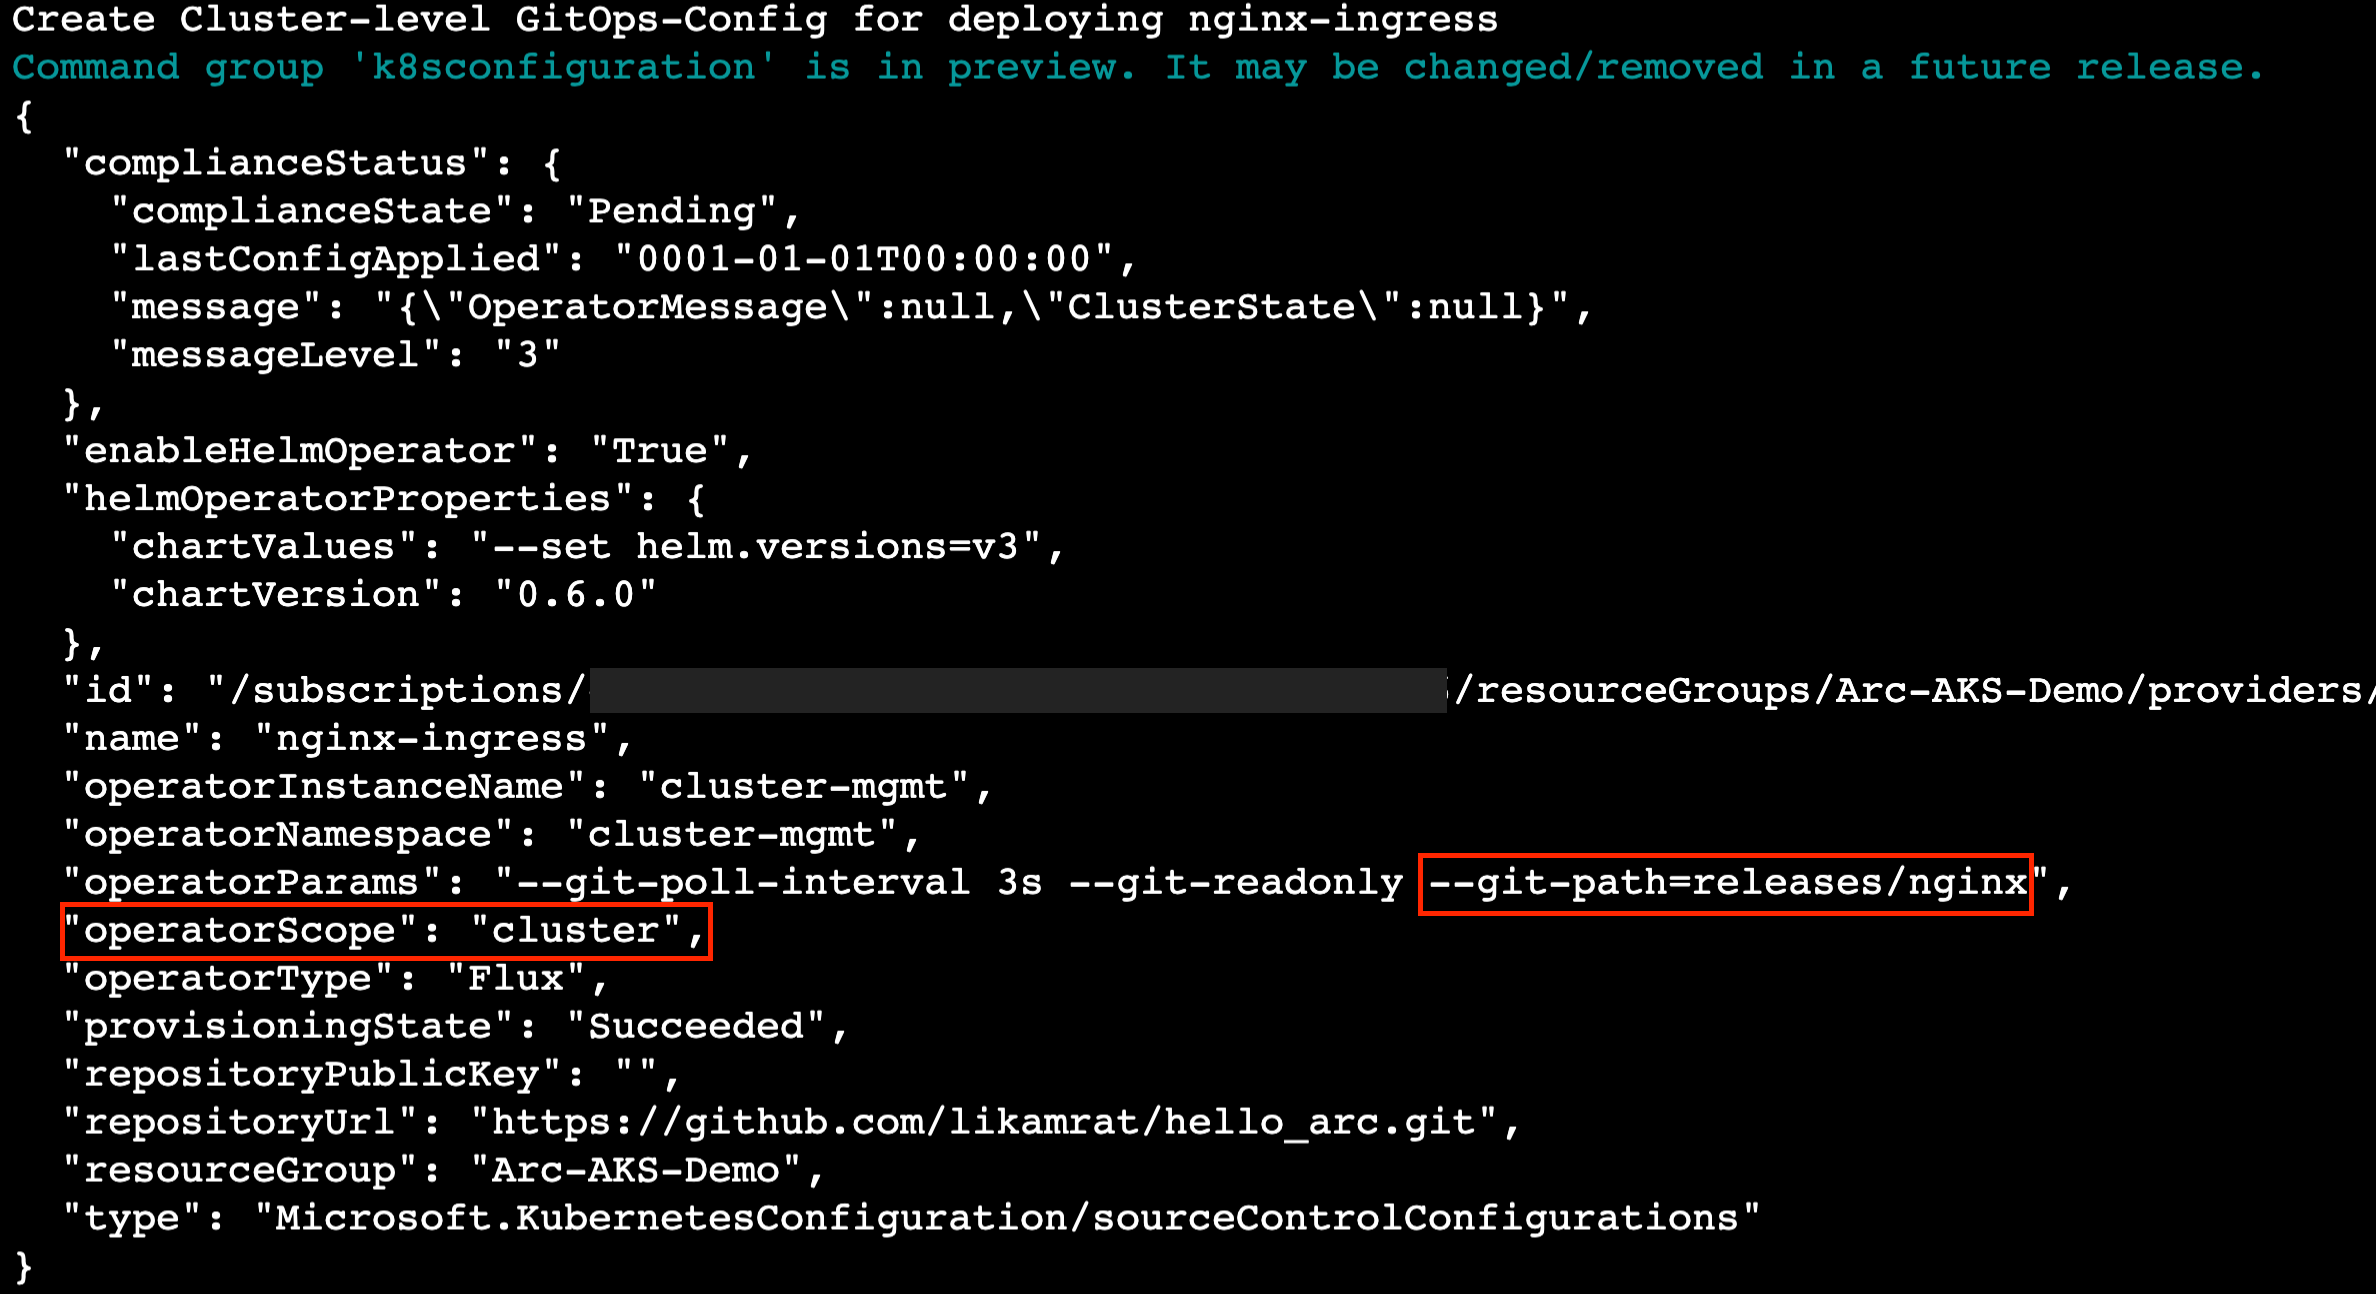 Create Cluster-level GitOps-Config for deploying nginx-ingress
Command group 'k8sconfiguration' is in preview. It may be changed/removed in a future release.
{
  "complianceStatus": {
    "complianceState": "Pending",
    "lastConfigApplied": "0001-01-01T00:00:00",
    "message": "{\"OperatorMessage\":null,\"ClusterState\":null}",
    "messageLevel": "3"
  },
  "enableHelmOperator": "True",
  "helmOperatorProperties": {
    "chartValues": "--set helm.versions=v3",
    "chartVersion": "0.6.0"
  },
  "id": "/subscriptions/ /resourceGroups/Arc-AKS-Demo/providers/
  "name": "nginx-ingress",
  "operatorInstanceName": "cluster-mgmt",
  "operatorNamespace": "cluster-mgmt",
  "operatorParams": "--git-poll-interval 3s --git-readonly --git-path=releases/nginx",
  "operatorScope": "cluster",
  "operatorType": "Flux",
  "provisioningState": "Succeeded",
  "repositoryPublicKey": "",
  "repositoryUrl": "https://github.com/likamrat/hello_arc.git",
  "resourceGroup": "Arc-AKS-Demo",
  "type": "Microsoft.KubernetesConfiguration/sourceControlConfigurations"
}